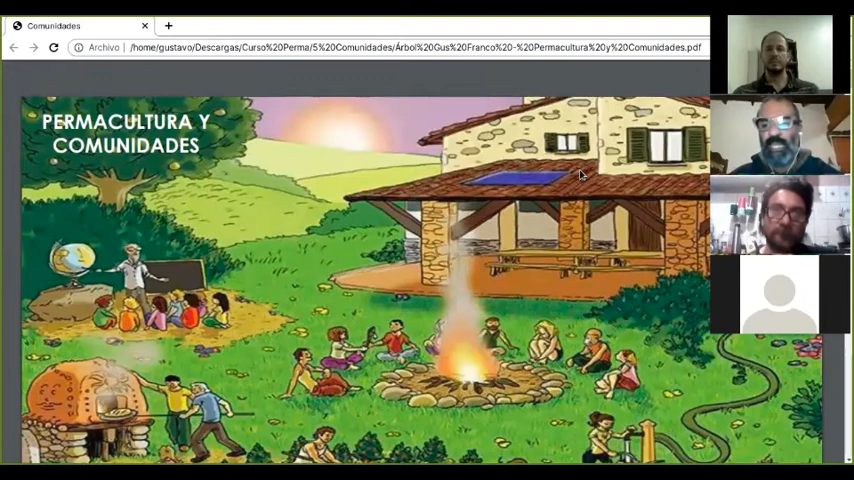 Comunidades
Archivo
/home/gustavo/Descargas/Curso%20Perma/5%20Comunidades/Árbol%20Gus%20Franco%20-%20Permacultura%20y%20Comunidades.pdf
PERMACULTURA Y
COMUNIDADES